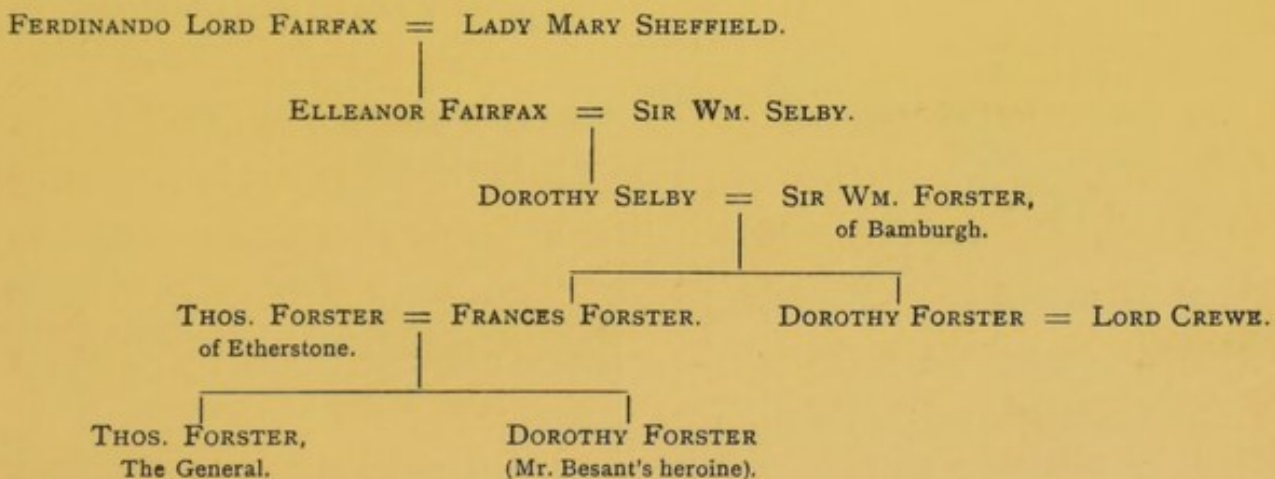 FERDINANDO LORD FAIRFAX = LADY MARY SHEFFIELD.
ELLEANOR FAIRFAX = SIR WM. SELBY.
DOROTHY SELBY = SIR WM. FORSTER,
of Bamburgh.
THOS. FORSTER = FRANCES FORSTER. DOROTHY FORSTER = LORD CREWE.
of Etherstone.
THOS. FORSTER, DOROTHY FORSTER
The General. (Mr. Besant's heroine).